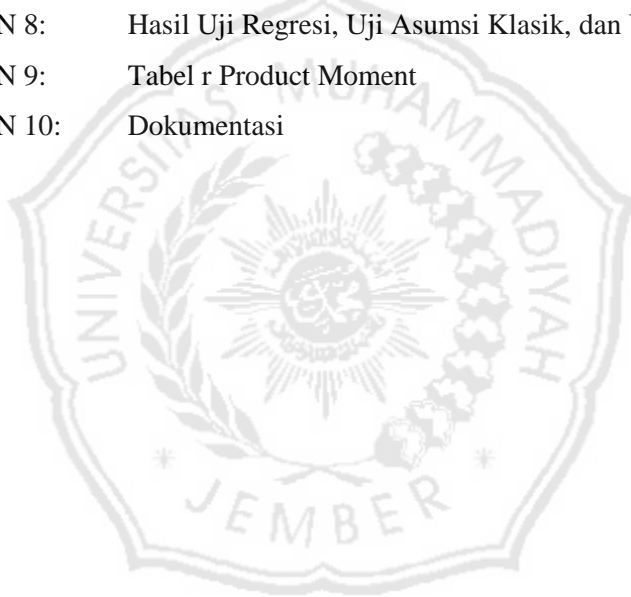 N 8: Hasil Uji Regresi, Uji Asumsi Klasik, dan
N 9: Tabel r Product Moment
N 10: Dokumentasi
UNIVERSITAS MUHAMMADIYAH
* JEMBER *